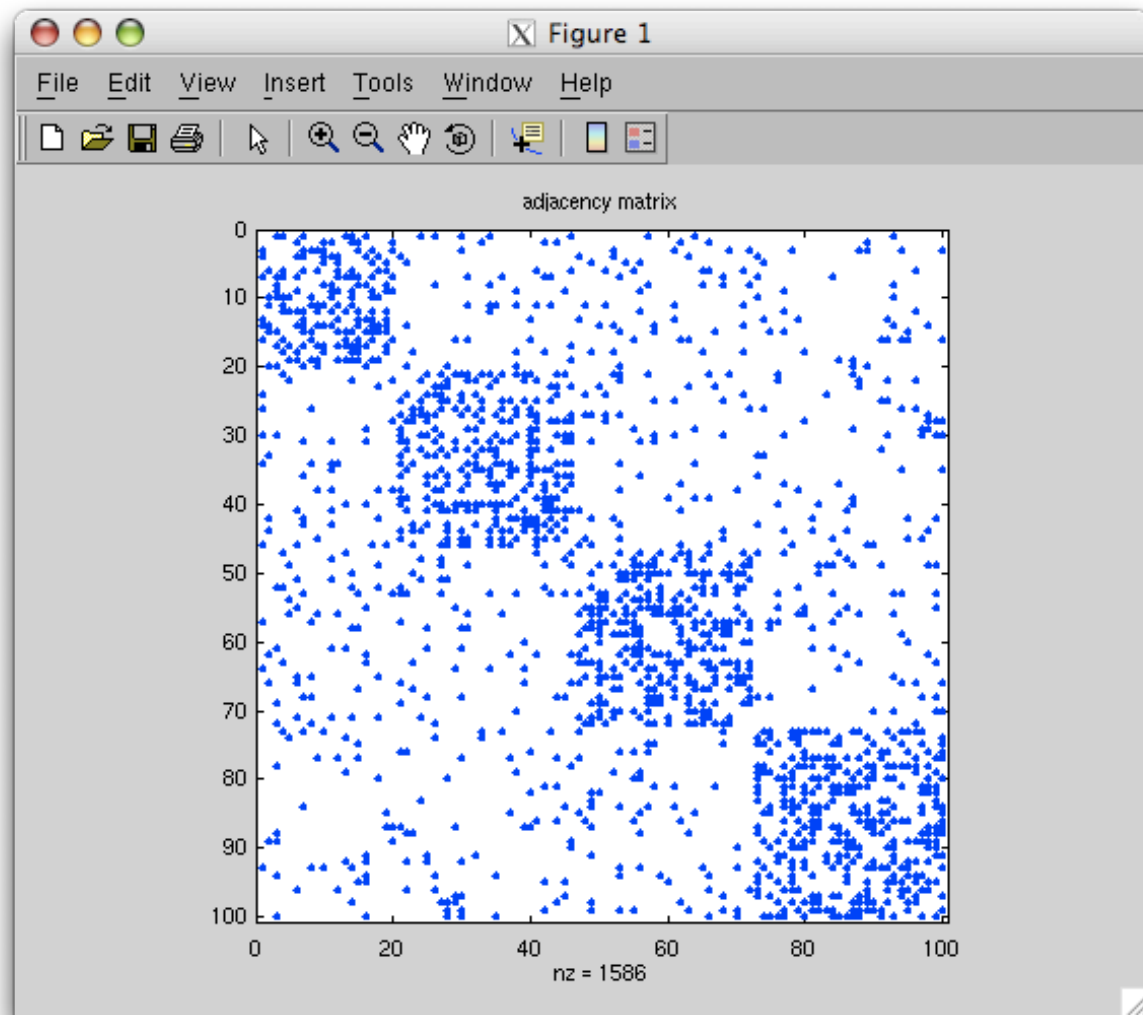 Figure 1
File Edit View Insert Tools Window Help
adjacency matrix
0
10
20
30
40
50
60
70
80
90
100
0 20 40 60 80 100
nz = 1586